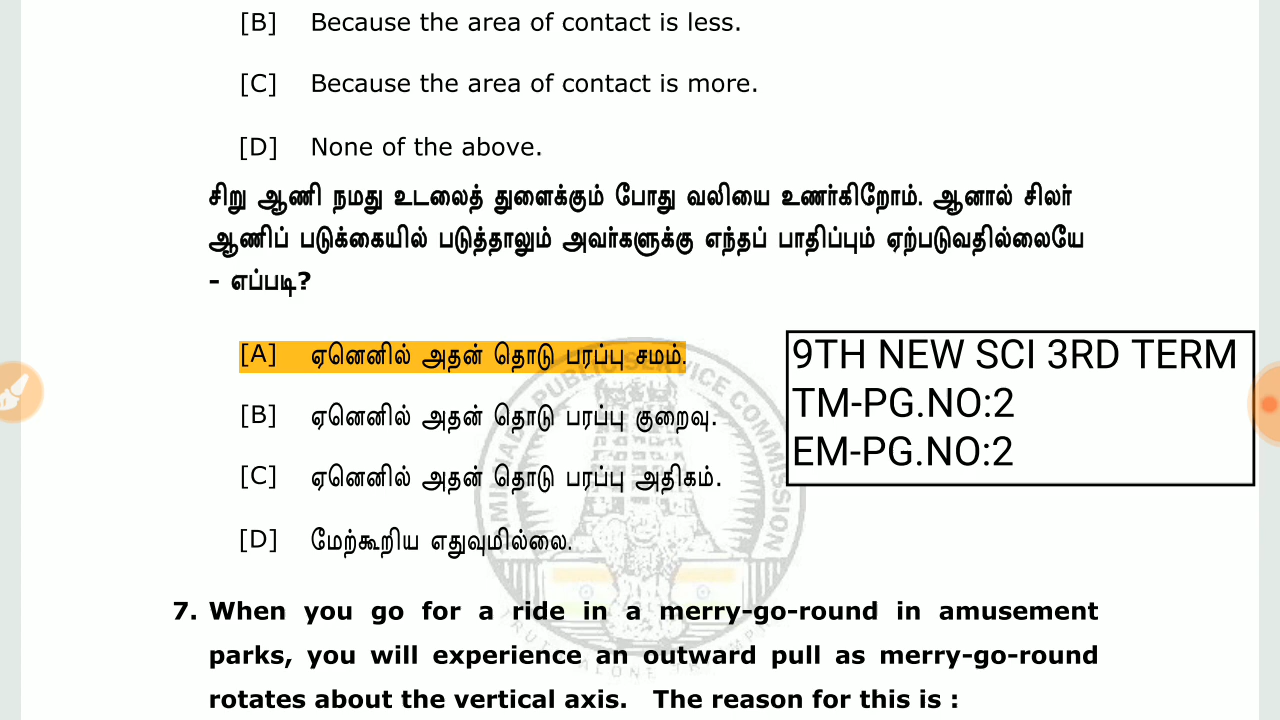 [B] Because the area of contact is less.
[C] Because the area of contact is more.
[D] None of the above.
சிறு ஆணி நமது உடலைத் துளைக்கும் போது வலியை உணர்கிறோம். ஆனால் சிலர்
ஆணிப் படுக்கையில் படுத்தாலும் அவர்களுக்கு எந்தப் பாதிப்பும் ஏற்படுவதில்லையே
- எப்படி?
[A] ஏனெனில் அதன் தொடு பரப்பு சமம்.
[B] ஏனெனில் அதன் தொடு பரப்பு குறைவு.
[C] ஏனெனில் அதன் தொடு பரப்பு அதிகம்.
[D] மேற்கூறிய எதுவுமில்லை.
9TH NEW SCI 3RD TERM
TM-PG.NO:2
EM-PG.NO:2
7. When you go for a ride in a merry-go-round in amusement
parks, you will experience an outward pull as merry-go-round
rotates about the vertical axis. The reason for this is :